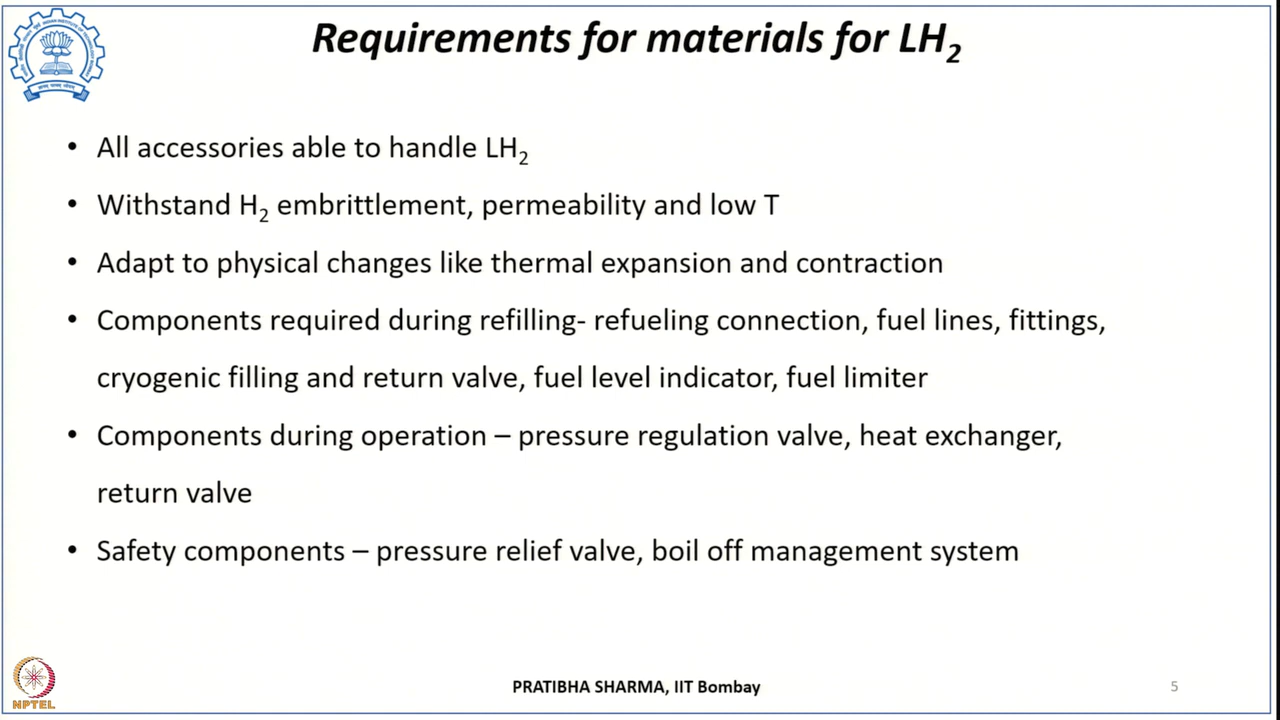 Requirements for materials for LH₂
• All accessories able to handle LH₂
• Withstand H₂ embrittlement, permeability and low T
• Adapt to physical changes like thermal expansion and contraction
• Components required during refilling- refueling connection, fuel lines, fittings,
cryogenic filling and return valve, fuel level indicator, fuel limiter
• Components during operation – pressure regulation valve, heat exchanger,
return valve
• Safety components – pressure relief valve, boil off management system
NPTEL
PRATIBHA SHARMA, IIT Bombay
5